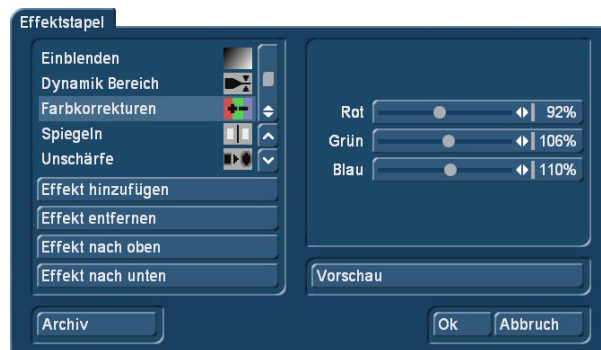 Effektstapel
Einblenden
Dynamik Bereich
Farbkorrekturen
Spiegeln
Unschärfe
Effekt hinzufügen
Effekt entfernen
Effekt nach oben
Effekt nach unten
Rot 92%
Grün 106%
Blau 110%
Vorschau
Archiv
Ok Abbruch